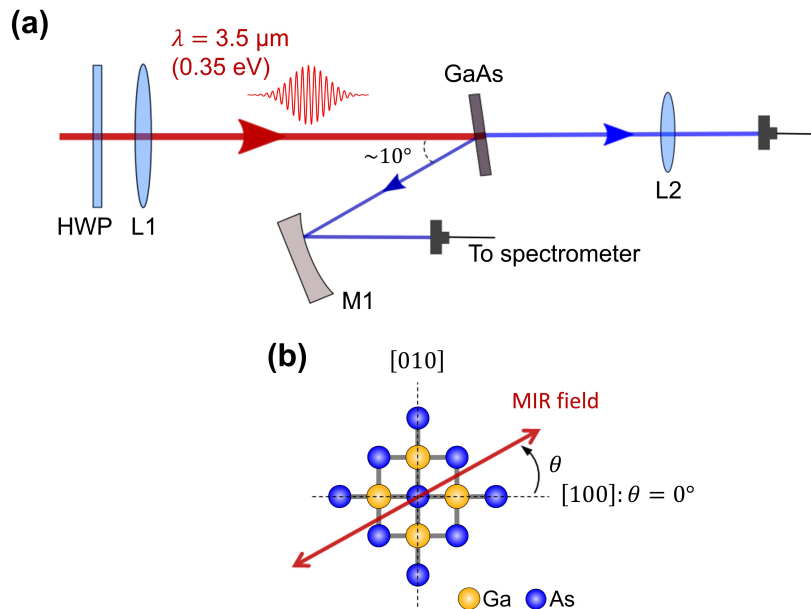 (a)
λ = 3.5 µm
(0.35 eV)
GaAs
~10°
HWP
L1
L2
To spectrometer
M1
(b)
[010]
MIR field
θ
[100]: θ = 0°
Ga
As